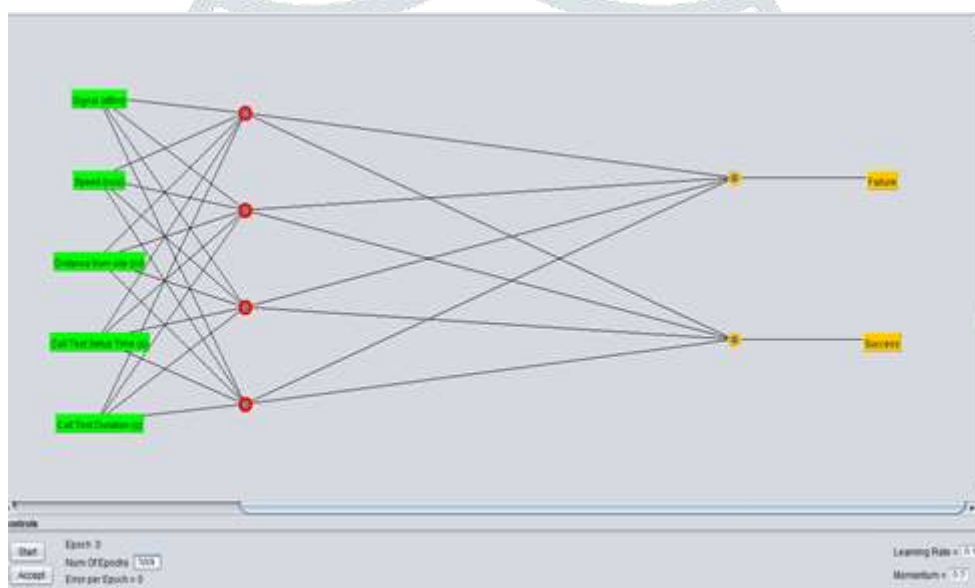 Signal (dBm)
Speed (m/s)
Distance from site (m)
Call Test Setup Time (s)
Call Test Duration (s)
Failure
Success
Controls
Start
Accept
Epoch 0
Num Of Epochs
Error per Epoch = 0
Learning Rate =
Momentum =